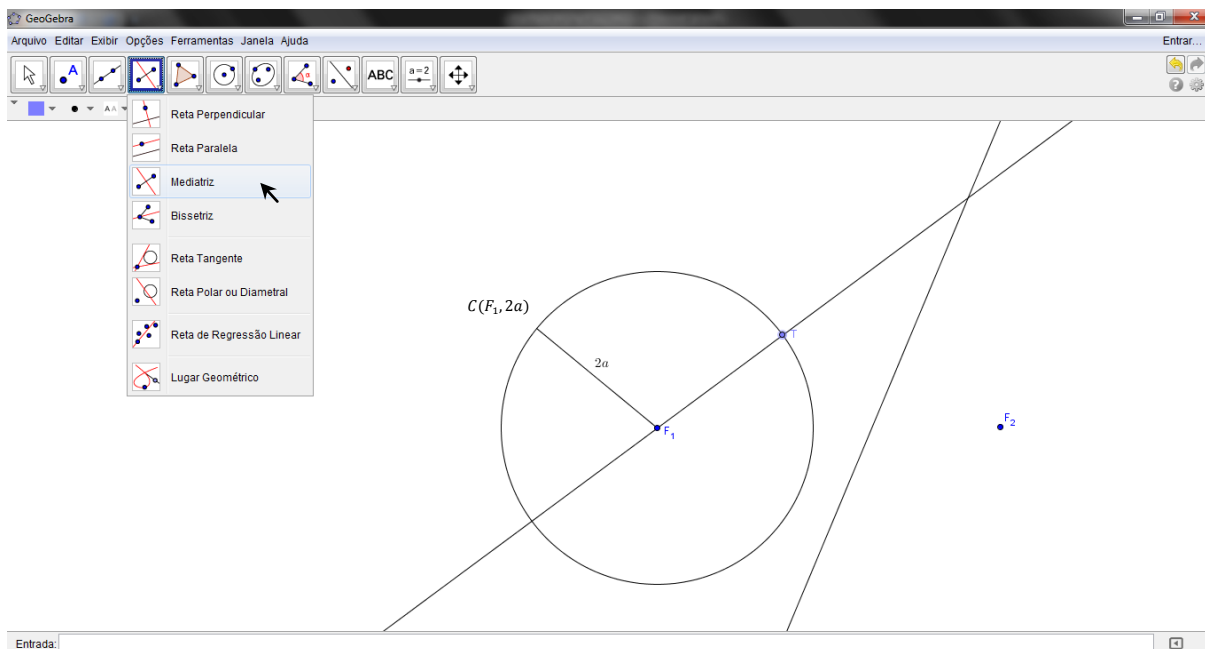 GeoGebra
Arquivo Editar Exibir Opções Ferramentas Janela Ajuda
Entrar...
A
α
ABC
a=2
AA
Reta Perpendicular
Reta Paralela
Mediatriz
Bissetriz
Reta Tangente
Reta Polar ou Diametral
Reta de Regressão Linear
Lugar Geométrico
C(F₁, 2a)
T
2a
F₁
F₂
Entrada: